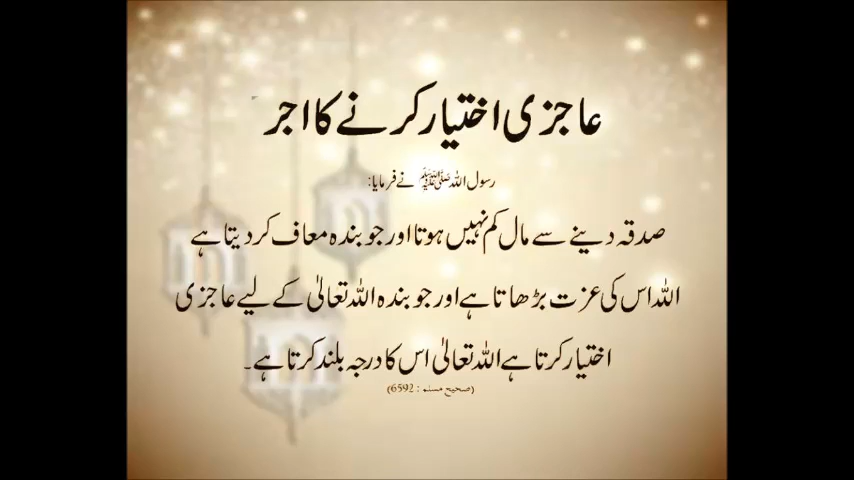 عاجزی اختیار کرنے کا اجر
رسول اللہ ﷺ نے فرمایا:
صدقہ دینے سے مال کم نہیں ہوتا اور جو بندہ معاف کر دیتا ہے
اللہ اس کی عزت بڑھاتا ہے اور جو بندہ اللہ تعالیٰ کے لیے عاجزی
اختیار کرتا ہے اللہ تعالیٰ اس کا درجہ بلند کرتا ہے۔
(صحیح مسلم : 6592)